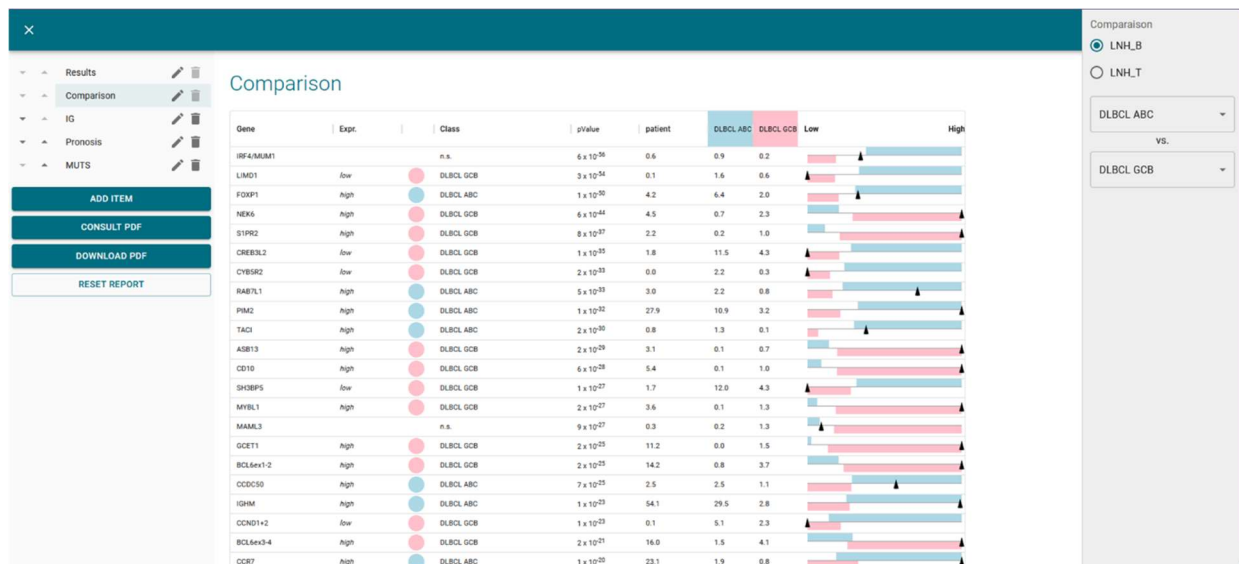 ×
Results
Comparison
IG
Pronosis
MUTS
ADD ITEM
CONSULT PDF
DOWNLOAD PDF
RESET REPORT
Comparison
Gene Expr. Class pValue patient DLBCL ABC DLBCL GCB Low High
IRF4/MUM1 n.s. 6 x 10-56 0.6 0.9 0.2
LIMD1 low DLBCL GCB 3 x 10-54 0.1 1.6 0.6
FOXP1 high DLBCL ABC 1 x 10-50 4.2 6.4 2.0
NEK6 high DLBCL GCB 6 x 10-44 4.5 0.7 2.3
S1PR2 high DLBCL GCB 8 x 10-37 2.2 0.2 1.0
CREB3L2 low DLBCL GCB 1 x 10-35 1.8 11.5 4.3
CYB5R2 low DLBCL GCB 2 x 10-33 0.0 2.2 0.3
RAB7L1 high DLBCL ABC 5 x 10-33 3.0 2.2 0.8
PIM2 high DLBCL ABC 1 x 10-32 27.9 10.9 3.2
TACI high DLBCL ABC 2 x 10-30 0.8 1.3 0.1
ASB13 high DLBCL GCB 2 x 10-29 3.1 0.1 0.7
CD10 high DLBCL GCB 6 x 10-28 5.4 0.1 1.0
SH3BP5 low DLBCL GCB 1 x 10-27 1.7 12.0 4.3
MYBL1 high DLBCL GCB 2 x 10-27 3.6 0.1 1.3
MAML3 n.s. 9 x 10-27 0.3 0.2 1.3
GCET1 high DLBCL GCB 2 x 10-25 11.2 0.0 1.5
BCL6ex1-2 high DLBCL GCB 2 x 10-25 14.2 0.8 3.7
CCDC50 high DLBCL ABC 7 x 10-25 2.5 2.5 1.1
IGHM high DLBCL ABC 1 x 10-23 54.1 29.5 2.8
CCND1+2 low DLBCL GCB 1 x 10-23 0.1 5.1 2.3
BCL6ex3-4 high DLBCL GCB 2 x 10-21 16.0 1.5 4.1
CCR7 high DLBCL ABC 1 x 10-20 23.1 1.9 0.8
Comparaison
LNH_B
LNH_T
DLBCL ABC
vs.
DLBCL GCB